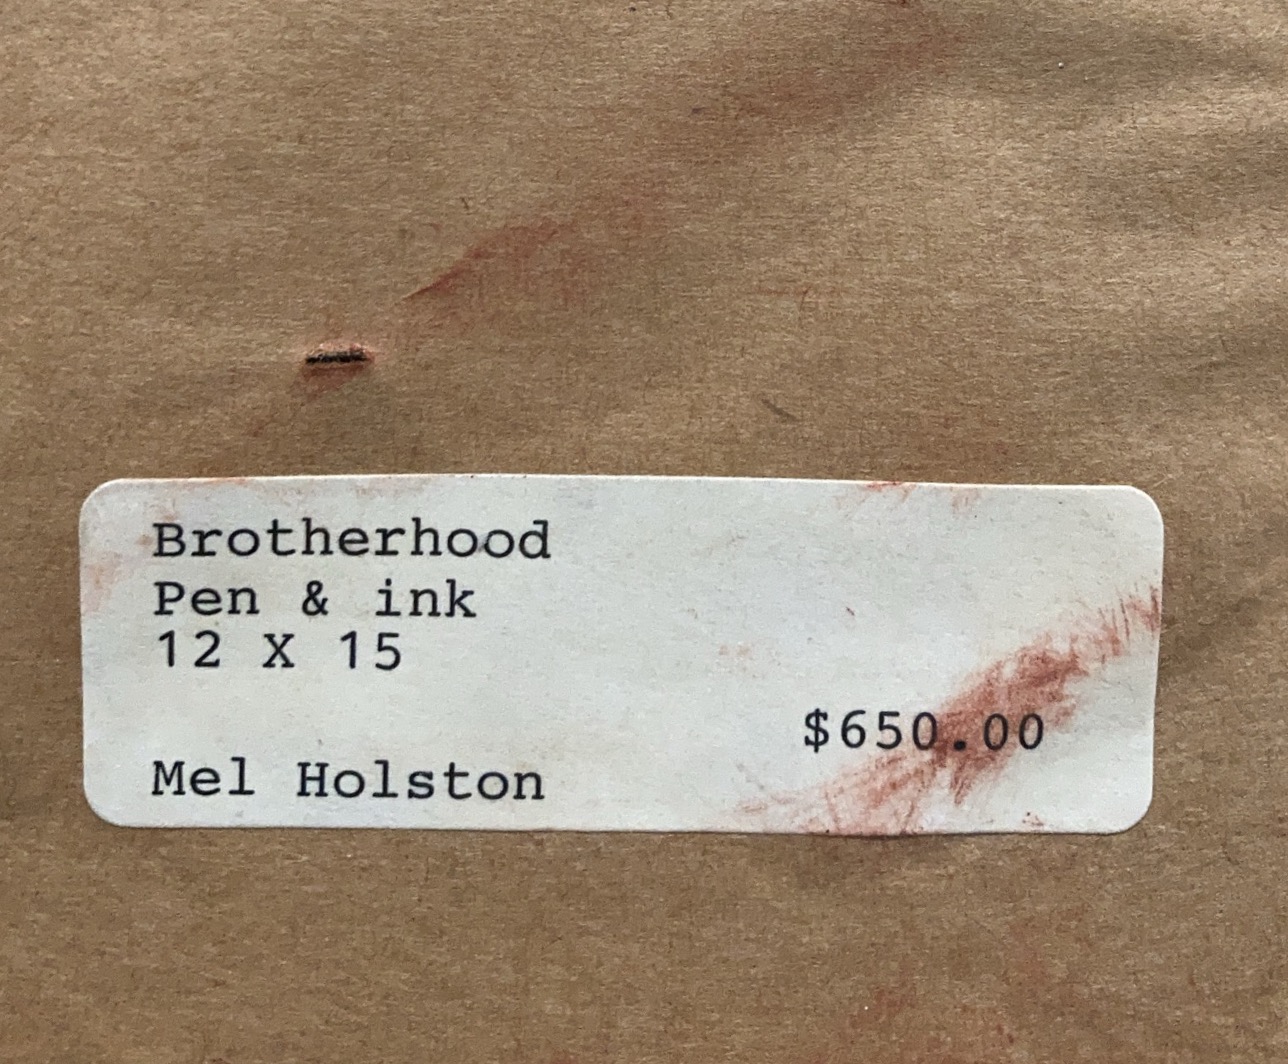 Brotherhood
Pen & ink
12 X 15
$650.00
Mel Holston